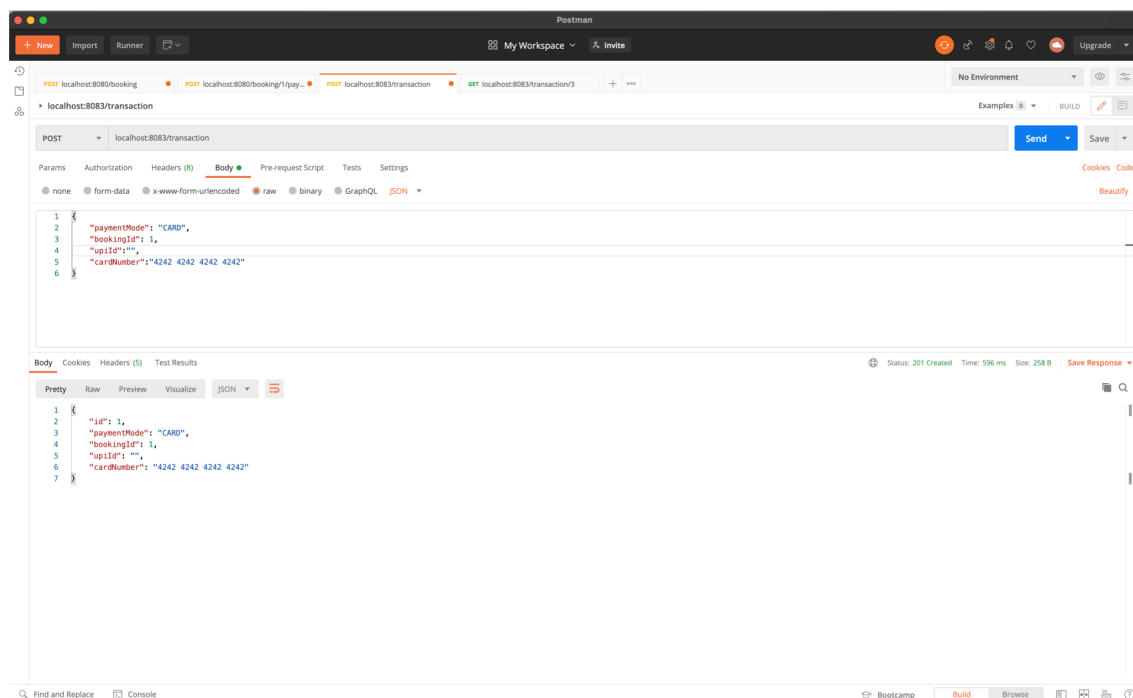 Postman
+ New Import Runner My Workspace Invite Upgrade
POST localhost:8080/booking POST localhost:8080/booking/1/pay... POST localhost:8083/transaction GET localhost:8083/transaction/3 No Environment
localhost:8083/transaction Examples 0 BUILD
POST localhost:8083/transaction Send Save
Params Authorization Headers (8) Body Pre-request Script Tests Settings Cookies Code
none form-data x-www-form-urlencoded raw binary GraphQL JSON Beautify
1 {
2 "paymentMode": "CARD",
3 "bookingId": 1,
4 "upiId":"",
5 "cardNumber":"4242 4242 4242 4242"
6 }
Body Cookies Headers (5) Test Results Status: 201 Created Time: 596 ms Size: 258 B Save Response
Pretty Raw Preview Visualize JSON
1 {
2 "id": 1,
3 "paymentMode": "CARD",
4 "bookingId": 1,
5 "upiId": "",
6 "cardNumber": "4242 4242 4242 4242"
7 }
Find and Replace Console Bootcamp Build Browse